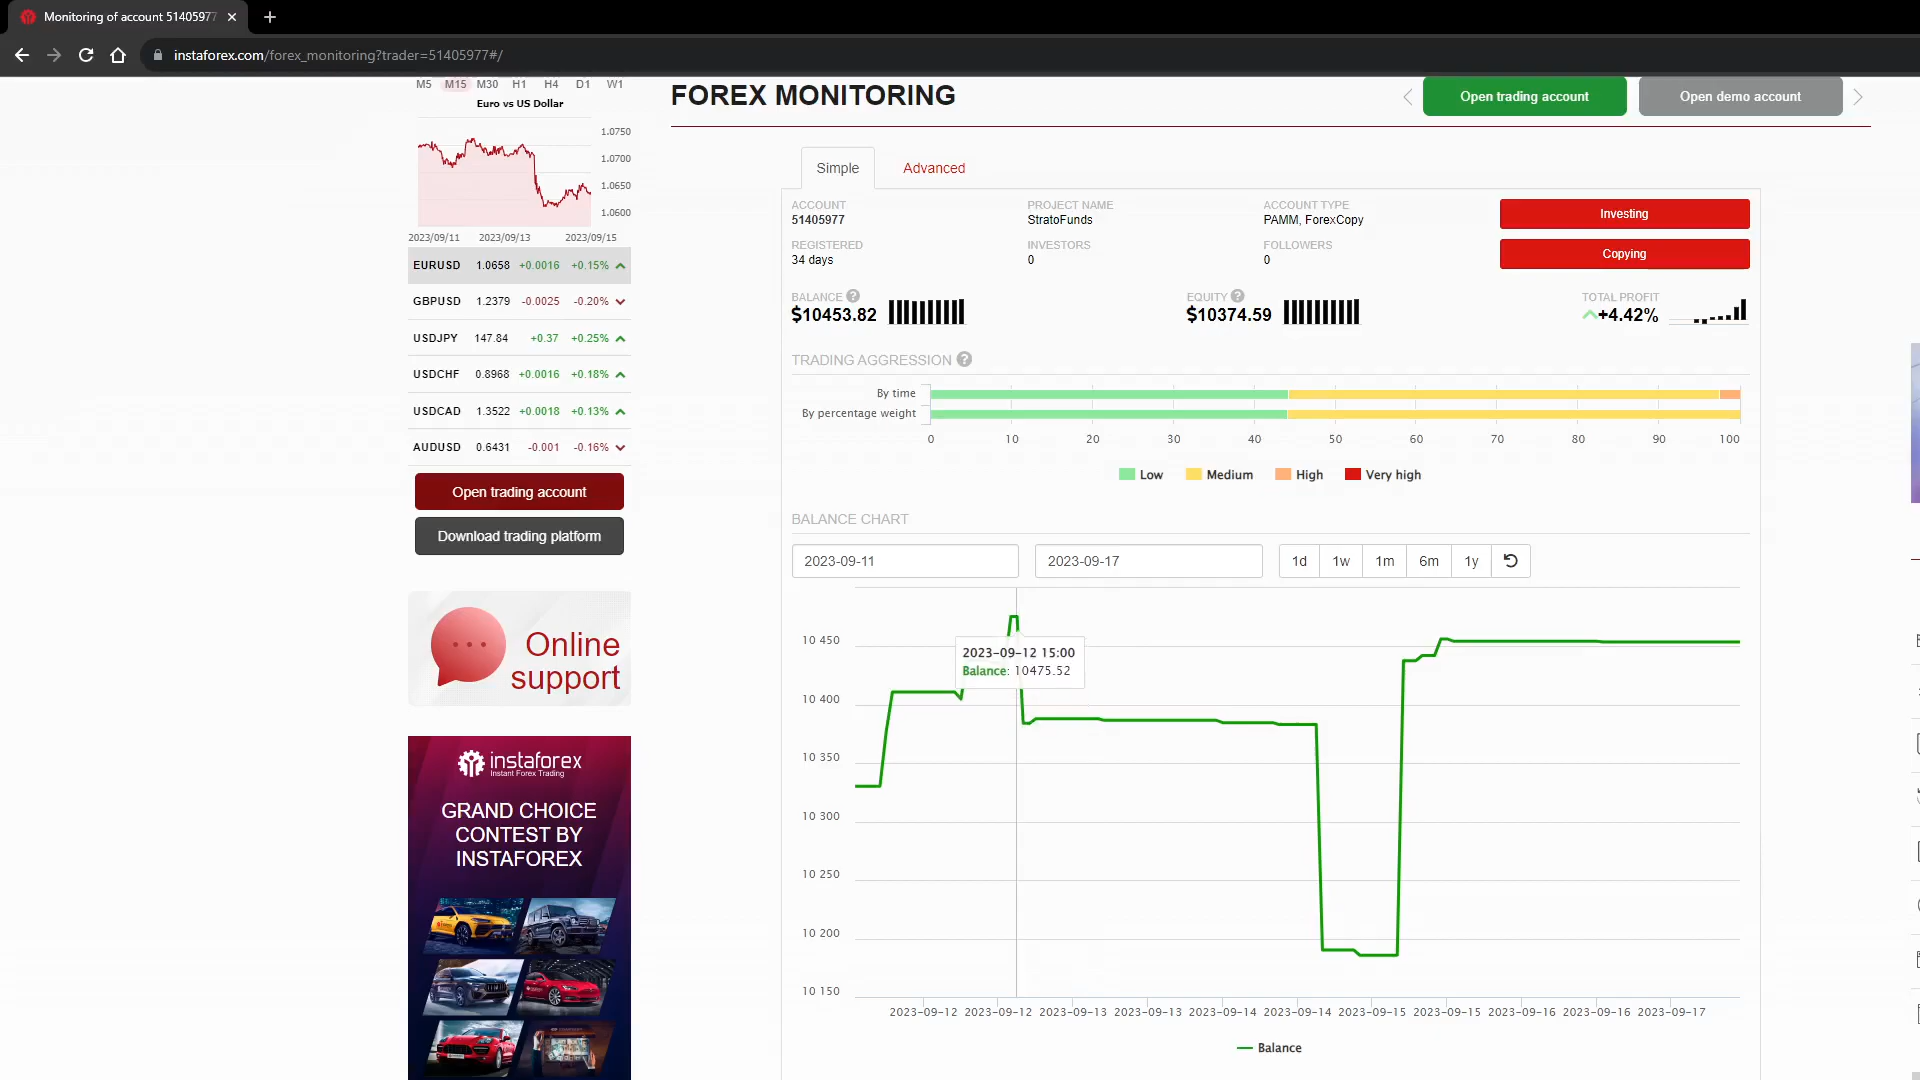 Monitoring of account 51405977
instaforex.com/forex_monitoring?trader=51405977#/
M5 M15 M30 H1 H4 D1 W1
Euro vs US Dollar
1.0750
1.0700
1.0650
1.0600
2023/09/11 2023/09/13 2023/09/15
EURUSD 1.0658 +0.0016 +0.15%
GBPUSD 1.2379 -0.0025 -0.20%
USDJPY 147.84 +0.37 +0.25%
USDCHF 0.8968 +0.0016 +0.18%
USDCAD 1.3522 +0.0018 +0.13%
AUDUSD 0.6431 -0.001 -0.16%
Open trading account
Download trading platform
Online
support
instaforex
Instant Forex Trading
GRAND CHOICE
CONTEST BY
INSTAFOREX
FOREX MONITORING
Open trading account
Open demo account
Simple
Advanced
ACCOUNT
51405977
PROJECT NAME
StratoFunds
ACCOUNT TYPE
PAMM, ForexCopy
Investing
REGISTERED
34 days
INVESTORS
0
FOLLOWERS
0
Copying
BALANCE ?
$10453.82
EQUITY ?
$10374.59
TOTAL PROFIT
+4.42%
TRADING AGGRESSION ?
By time
By percentage weight
0 10 20 30 40 50 60 70 80 90 100
Low Medium High Very high
BALANCE CHART
2023-09-11
2023-09-17
1d 1w 1m 6m 1y
2023-09-12 15:00
Balance: 10475.52
10 450
10 400
10 350
10 300
10 250
10 200
10 150
2023-09-12 2023-09-12 2023-09-13 2023-09-13 2023-09-14 2023-09-14 2023-09-15 2023-09-15 2023-09-16 2023-09-16 2023-09-17
Balance